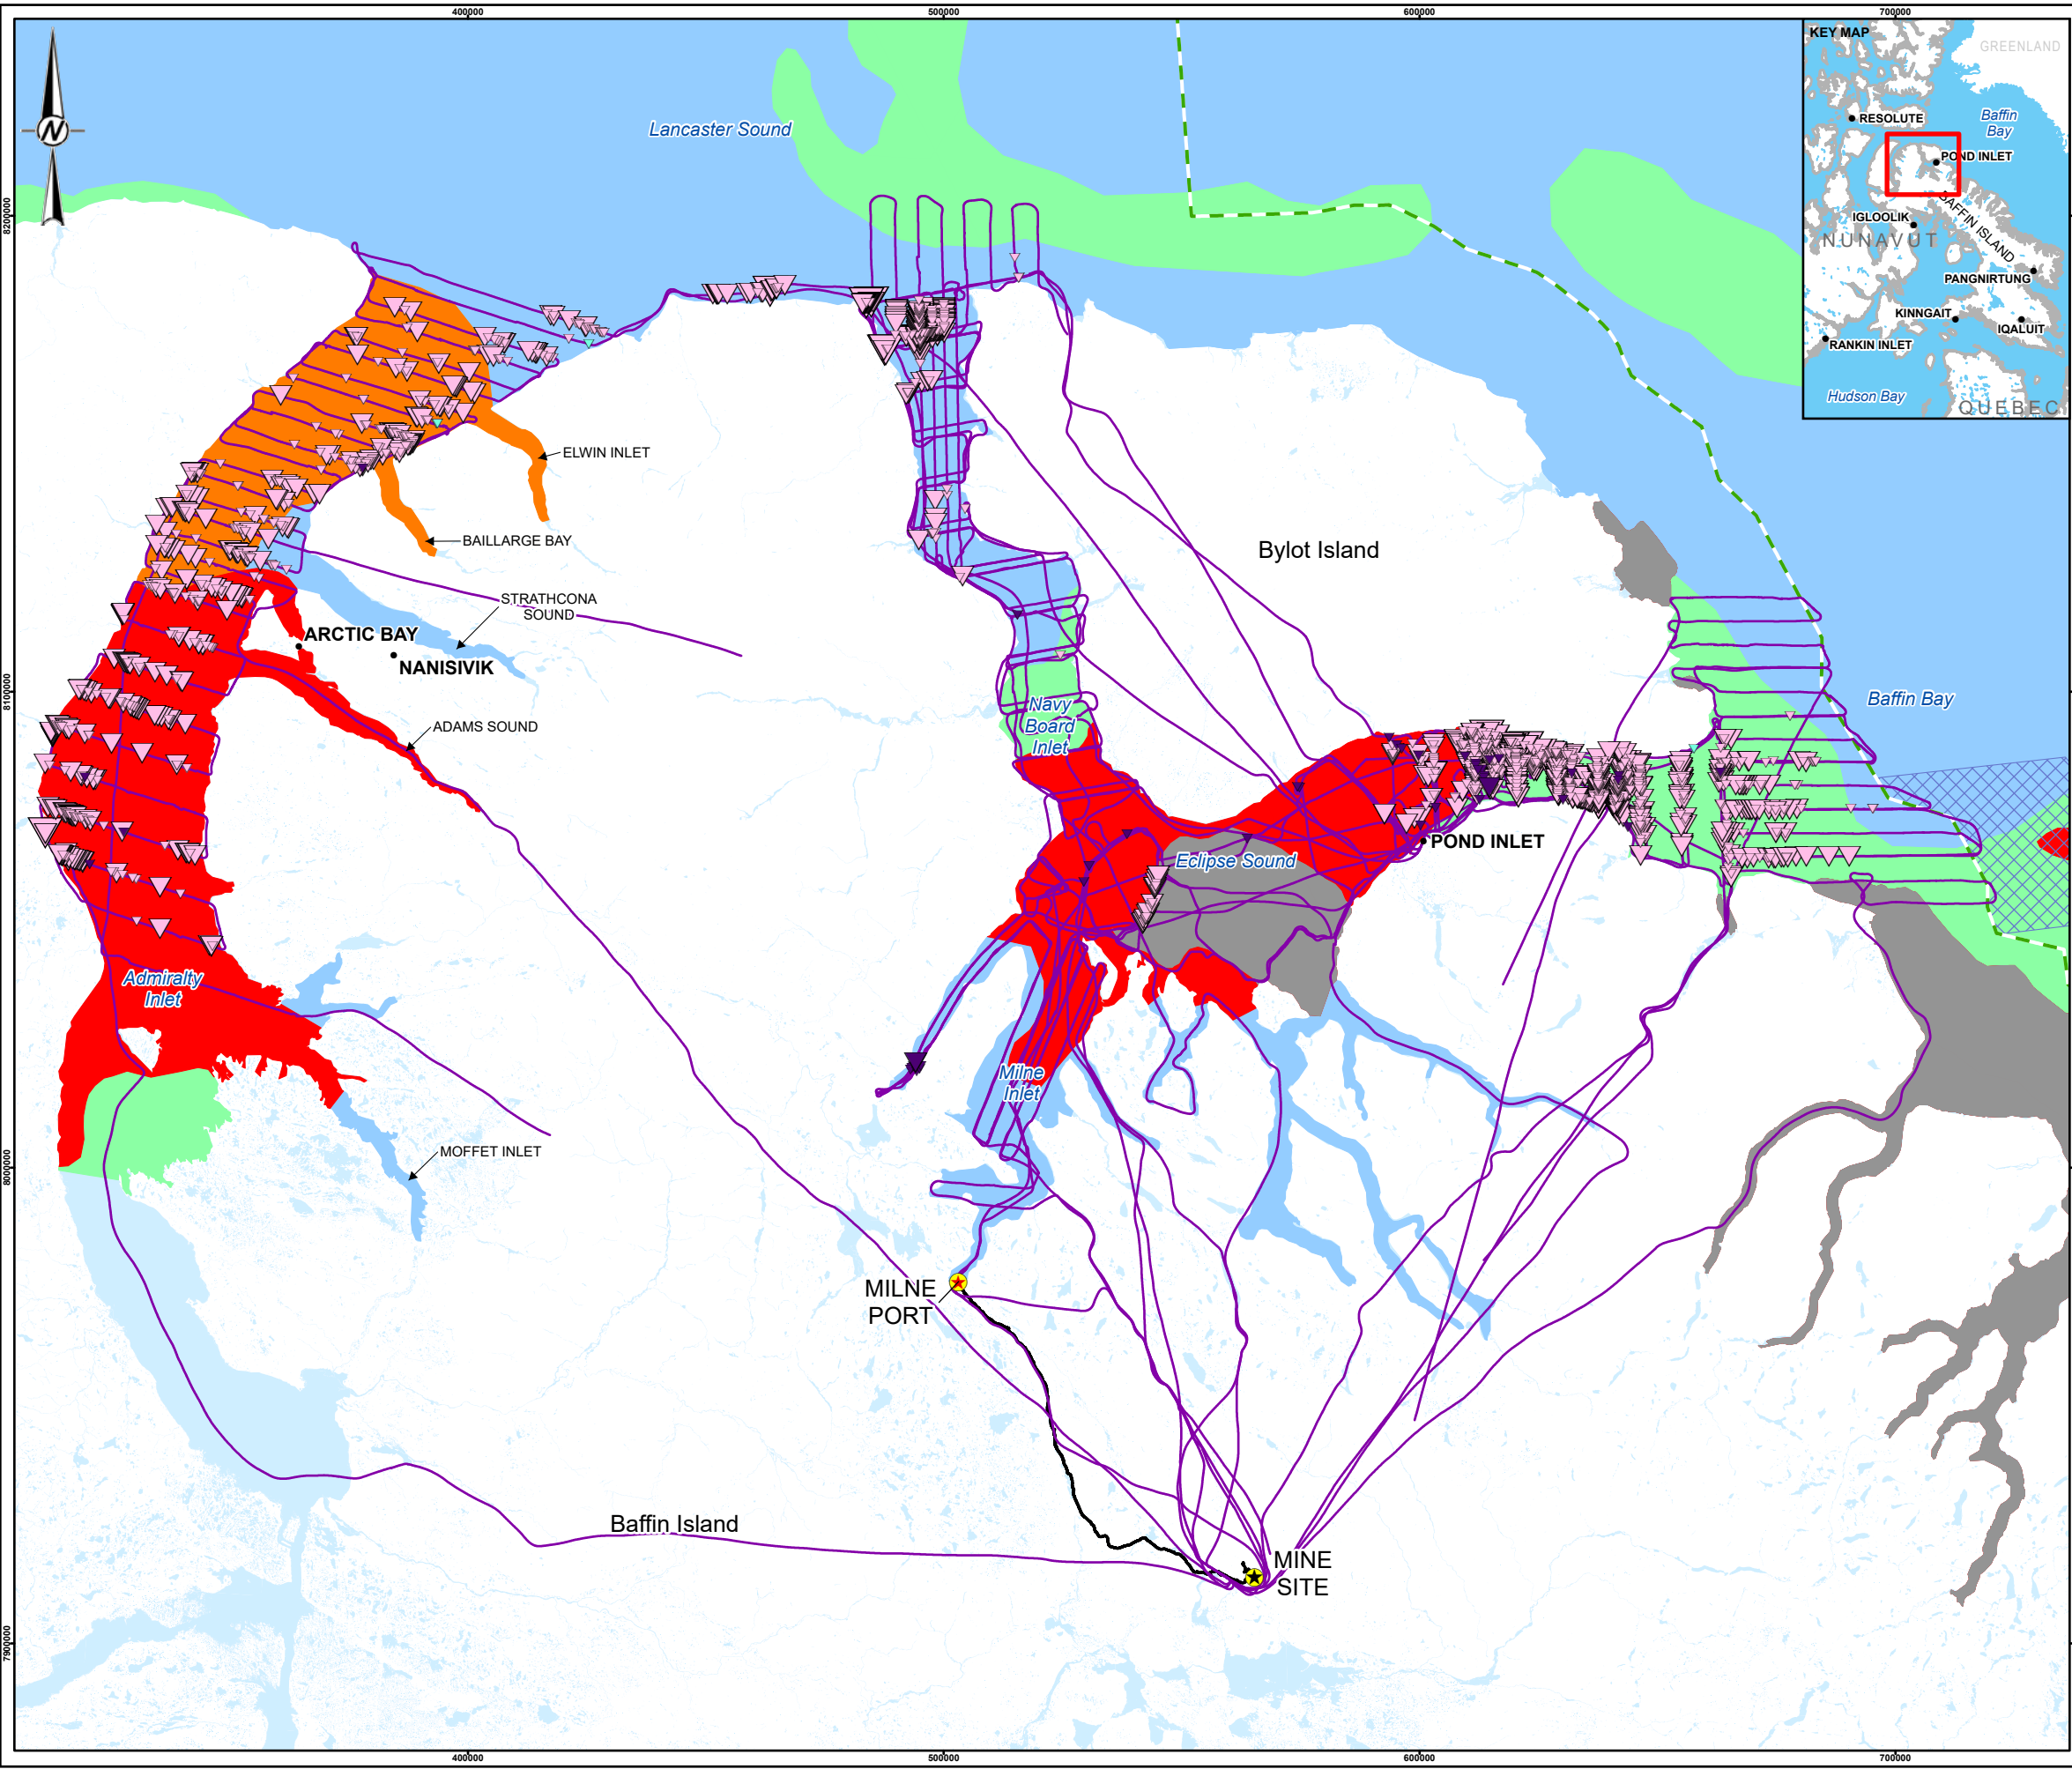 400000
500000
600000
700000
KEY MAP
GREENLAND
Baffin
Bay
RESOLUTE
POND INLET
BAFFIN ISLAND
IGLOOLIK
NUNAVUT
PANGNIRTUNG
KINNGAIT
IQALUIT
RANKIN INLET
Hudson Bay
QUEBEC
N
Lancaster Sound
8200000
ELWIN INLET
BAILLARGE BAY
Bylot Island
STRATHCONA
SOUND
ARCTIC BAY
NANISIVIK
8100000
ADAMS SOUND
Navy
Board
Inlet
Baffin Bay
POND INLET
Eclipse Sound
Admiralty
Inlet
Milne
Inlet
MOFFET INLET
8000000
MILNE
PORT
Baffin Island
MINE
SITE
7900000
400000
500000
600000
700000